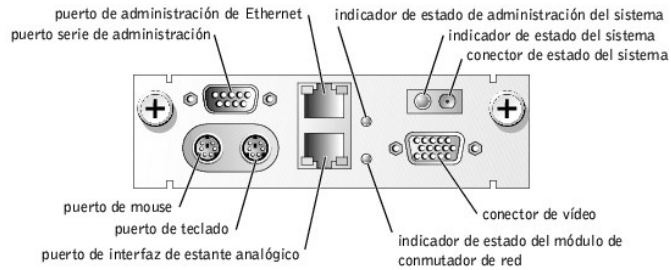 puerto de administración de Ethernet
indicador de estado de administración del sistema
puerto serie de administración
indicador de estado del sistema
conector de estado del sistema
puerto de mouse
conector de vídeo
puerto de teclado
indicador de estado del módulo de
conmutador de red
puerto de interfaz de estante analógico